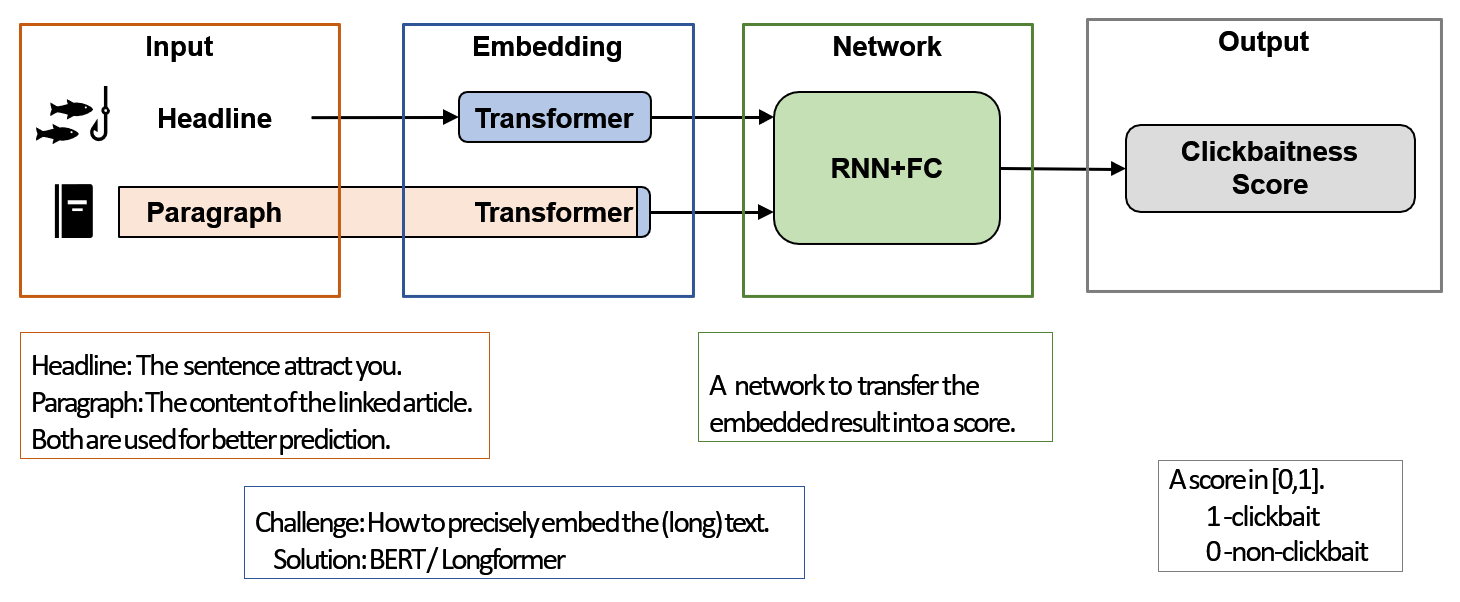 Input
Embedding
Network
Output
Headline
Transformer
RNN+FC
Clickbaitness
Score
Paragraph
Transformer
Headline: The sentence attract you.
Paragraph: The content of the linked article.
Both are used for better prediction.
A network to transfer the
embedded result into a score.
Challenge: How to precisely embed the (long) text.
Solution: BERT / Longformer
A score in [0,1].
1 -clickbait
0 -non-clickbait